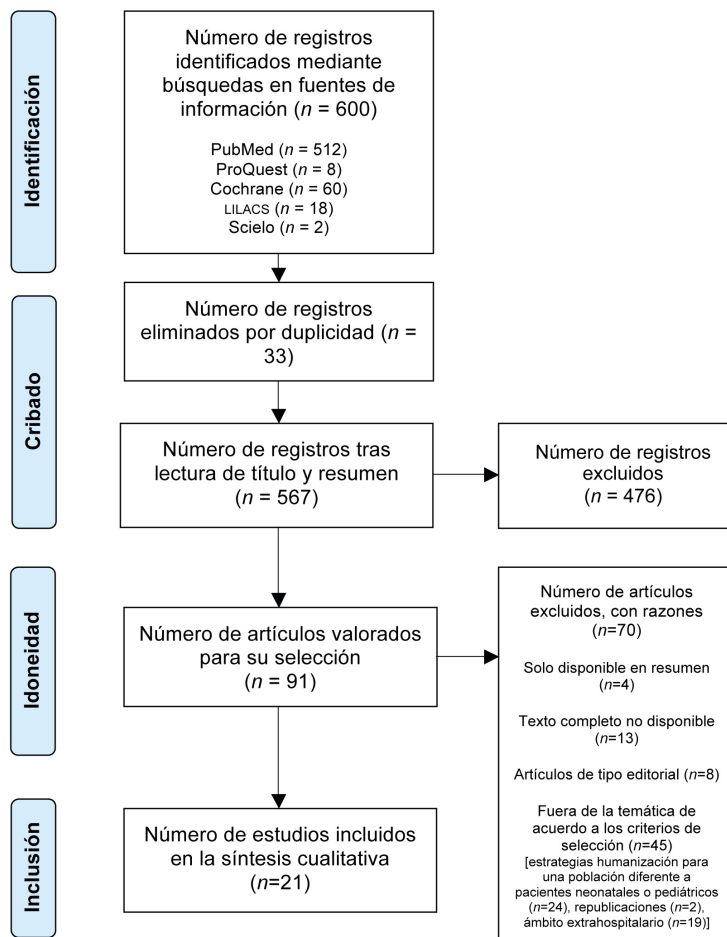 Identificación
Número de registros
identificados mediante
búsquedas en fuentes de
información (n = 600)
PubMed (n = 512)
ProQuest (n = 8)
Cochrane (n = 60)
LILACS (n = 18)
Scielo (n = 2)
Cribado
Número de registros
eliminados por duplicidad (n =
33)
Número de registros tras
lectura de título y resumen
(n = 567)
Número de registros
excluidos
(n = 476)
Idoneidad
Número de artículos valorados
para su selección
(n = 91)
Número de artículos
excluidos, con razones
(n=70)
Solo disponible en resumen
(n=4)
Texto completo no disponible
(n=13)
Artículos de tipo editorial (n=8)
Fuera de la temática de
acuerdo a los criterios de
selección (n=45)
[estrategias humanización para
una población diferente a
pacientes neonatales o pediátricos
(n=24), republicaciones (n=2),
ámbito extrahospitalario (n=19)]
Inclusión
Número de estudios incluidos
en la síntesis cualitativa
(n=21)